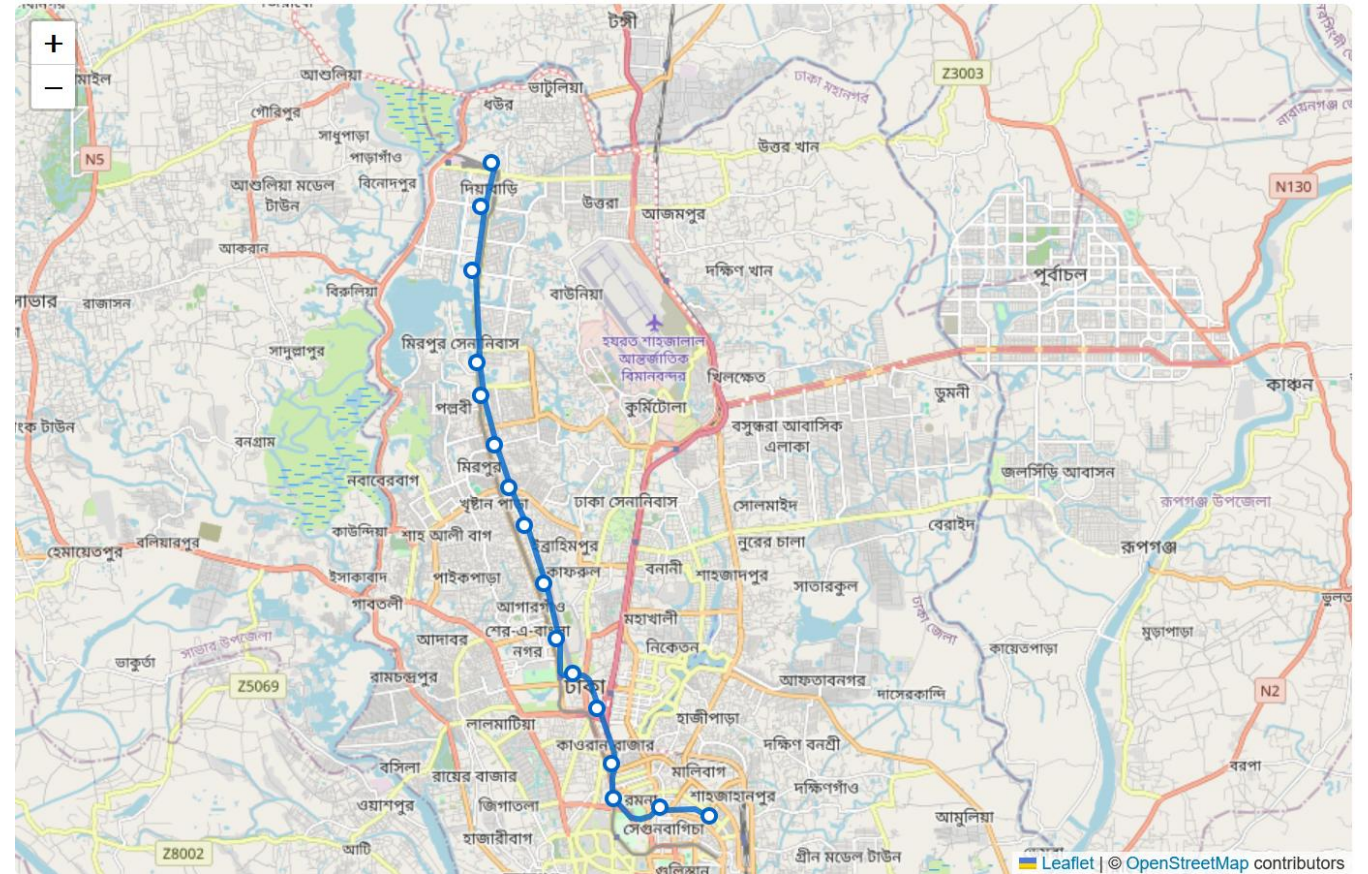 টঙ্গী
+
−
আশুলিয়া
ভাটুলিয়া
ঢাকা মহানগর
Z3003
ধউর
গৌরিপুর
সাধুপাড়া
উত্তর খান
N5
পাড়াগাঁও
বিনোদপুর
দিয়াবাড়ি
আশুলিয়া মডেল
টাউন
N130
উত্তরা
আজমপুর
আকরান
দক্ষিণ খান
পূর্বাচল
রাজাসন
বিরুলিয়া
বাউনিয়া
মিরপুর সেনানিবাস
হযরত শাহজালাল
আন্তর্জাতিক
বিমানবন্দর
সাদুল্লাপুর
খিলক্ষেত
কাঞ্চন
ডুমনী
পল্লবী
কুর্মিটোলা
বসুন্ধরা আবাসিক
এলাকা
বনগ্রাম
মিরপুর
জলসিঁড়ি আবাসন
নবাবেরবাগ
ঢাকা সেনানিবাস
সোলমাইদ
রূপগঞ্জ উপজেলা
কাউন্দিয়া
শাহ আলী বাগ
বেরাইদ
হেমায়েতপুর
বলিয়ারপুর
ইব্রাহিমপুর
নুরের চালা
রূপগঞ্জ
ইসাকাবাদ
পাইকপাড়া
কাফরুল
বনানী
শাহজাদপুর
সাতারকুল
গাবতলী
আগারগাঁও
মহাখালী
ঢাকা জেলা
আদাবর
শের-এ-বাংলা
নগর
নিকেতন
মুড়াপাড়া
সাভার উপজেলা
ভাকুর্তা
কায়েতপাড়া
Z5069
রামচন্দ্রপুর
ঢাকা
আফতাবনগর
দাসেরকান্দি
N2
লালমাটিয়া
হাজীপাড়া
কাওরান বাজার
দক্ষিণ বনশ্রী
বসিলা
রায়ের বাজার
মালিবাগ
বরপা
ওয়াশপুর
জিগাতলা
রমনা
শাহজাহানপুর
দক্ষিণগাঁও
আমুলিয়া
হাজারীবাগ
সেগুনবাগিচা
Z8002
আটি
গ্রীন মডেল টাউন
গুলিস্তান
Leaflet | © OpenStreetMap contributors